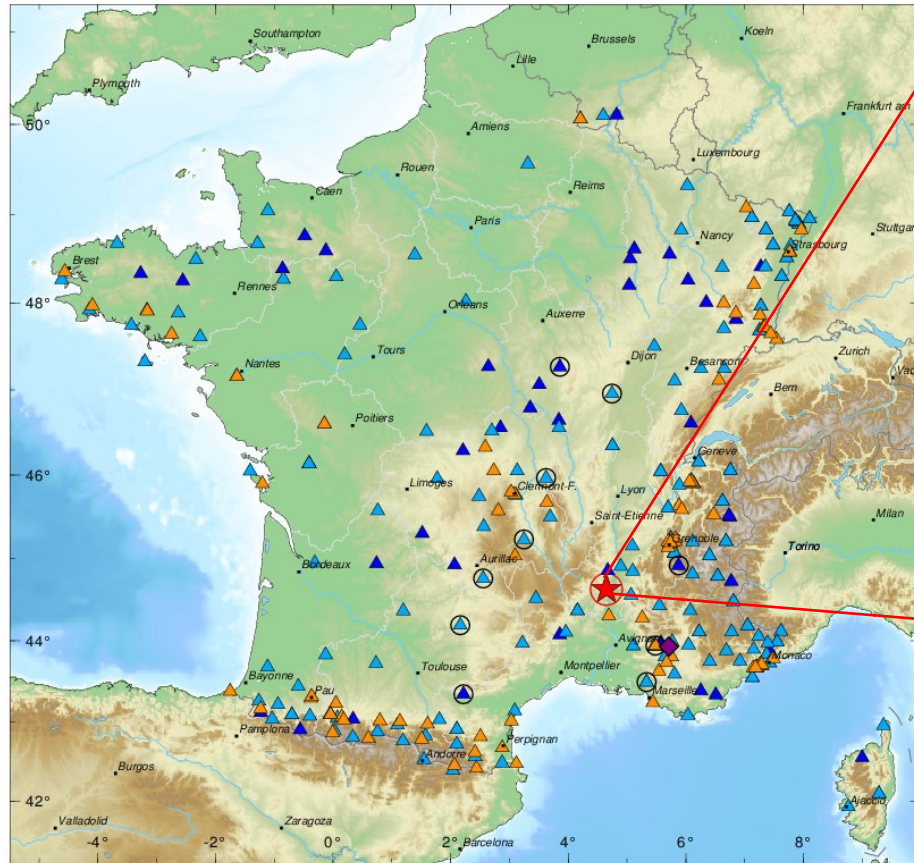 Southampton
Brussels
Koeln
Lille
Plymouth
Frankfurt am
50°
Amiens
Luxembourg
Rouen
Reims
Caen
Paris
Nancy
Stuttgar
Strasbourg
Brest
48°
Rennes
Orleans
Auxerre
Tours
Dijon
Besancon
Zurich
Nantes
Vad
Bern
Poitiers
46°
Geneve
Limoges
Clermont-F.
Lyon
Saint-Etienne
Milan
Grenoble
Torino
Aurillac
Bordeaux
44°
Avignon
Monaco
Toulouse
Montpellier
Bayonne
Pau
Marseille
Pamplona
Perpignan
Andorre
Burgos
42°
Ajaccio
Valladolid
Zaragoza
-4°
-2°
0°
2°
4°
6°
8°
Barcelona